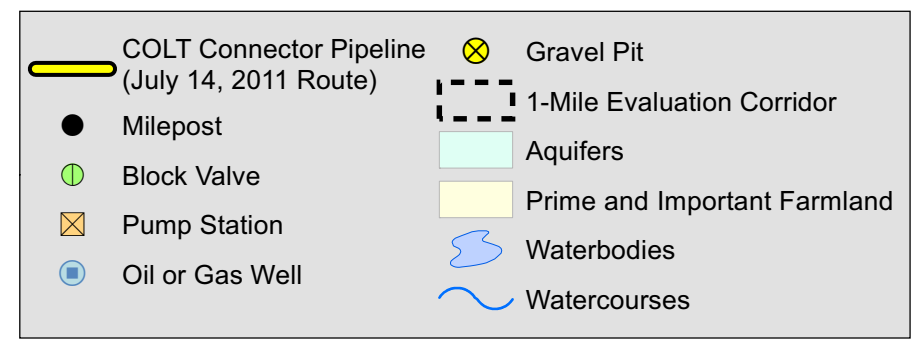 COLT Connector Pipeline
(July 14, 2011 Route)
Milepost
Block Valve
Pump Station
Oil or Gas Well
Gravel Pit
1-Mile Evaluation Corridor
Aquifers
Prime and Important Farmland
Waterbodies
Watercourses